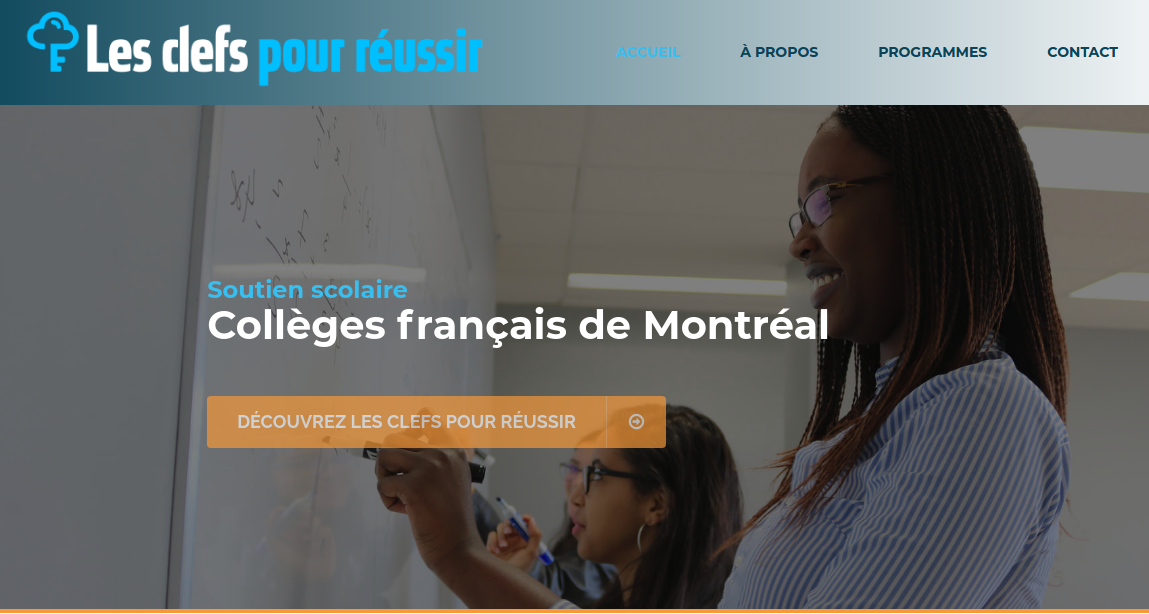 Les clefs pour réussir
ACCUEIL
À PROPOS
PROGRAMMES
CONTACT
Soutien scolaire
Collèges français de Montréal
DÉCOUVREZ LES CLEFS POUR RÉUSSIR